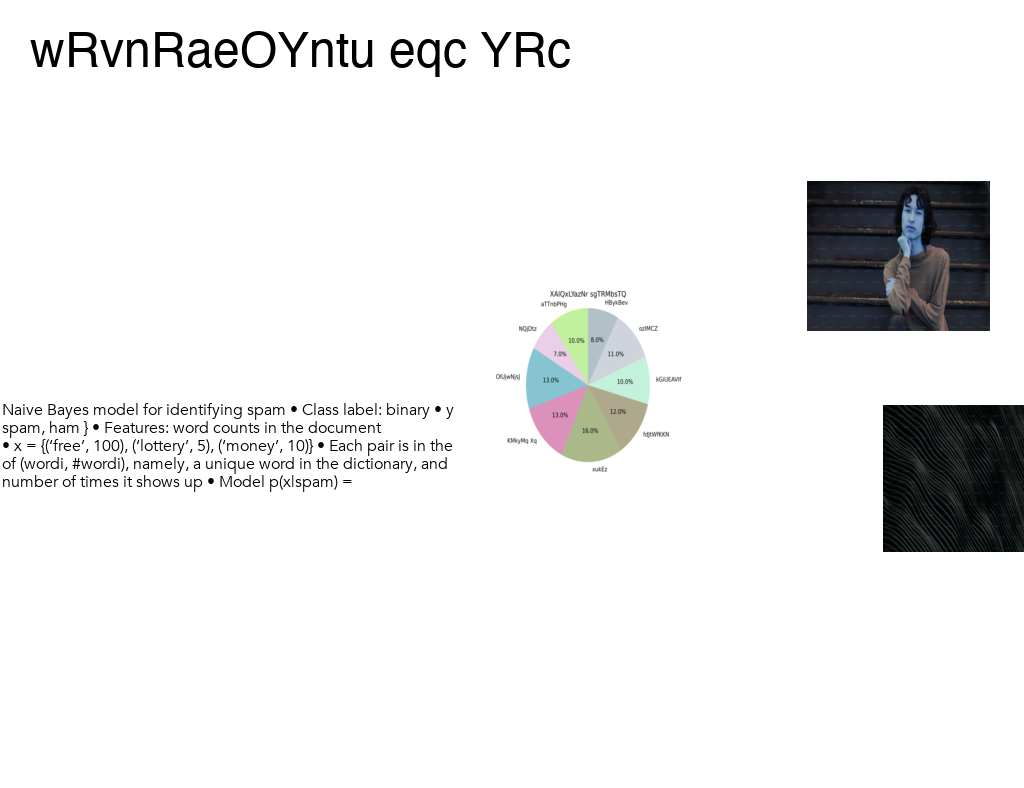 wRvnRaeOYntu eqc YRc
XAlQxLYazNr sgTRMbsTQ
aTTnbPHg
HBykBev
NQjDtz
ozIMCZ
10.0%
8.0%
7.0%
11.0%
OlUjwNjsJ
13.0%
10.0%
kGiUEAVIf
13.0%
12.0%
16.0%
KMkyMq Xq
fdJtWfKKN
xukEz
Naive Bayes model for identifying spam • Class label: binary • y
spam, ham } • Features: word counts in the document
• x = {(‘free’, 100), (‘lottery’, 5), (‘money’, 10)} • Each pair is in the
of (wordi, #wordi), namely, a unique word in the dictionary, and
number of times it shows up • Model p(x|spam) =